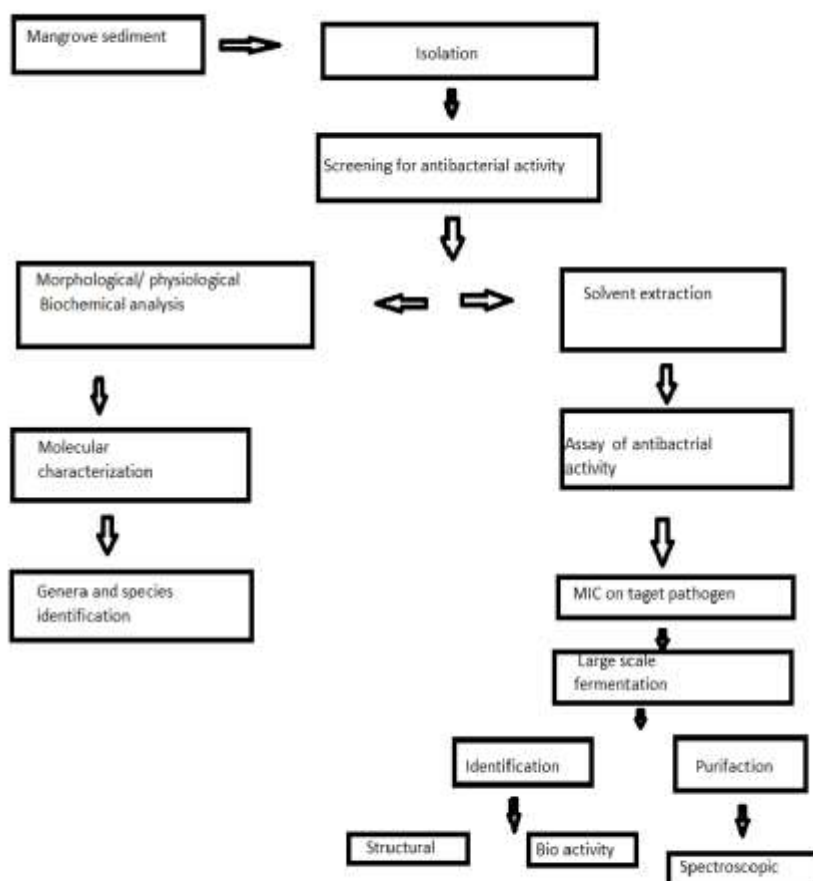 Mangrove sediment
Isolation
Screening for antibacterial activity
Morphological/ physiological
Biochemical analysis
Solvent extraction
Molecular
characterization
Assay of antibactrial
activity
Genera and species
identification
MIC on taget pathogen
Large scale
fermentation
Identification
Purifaction
Structural
Bio activity
Spectroscopic